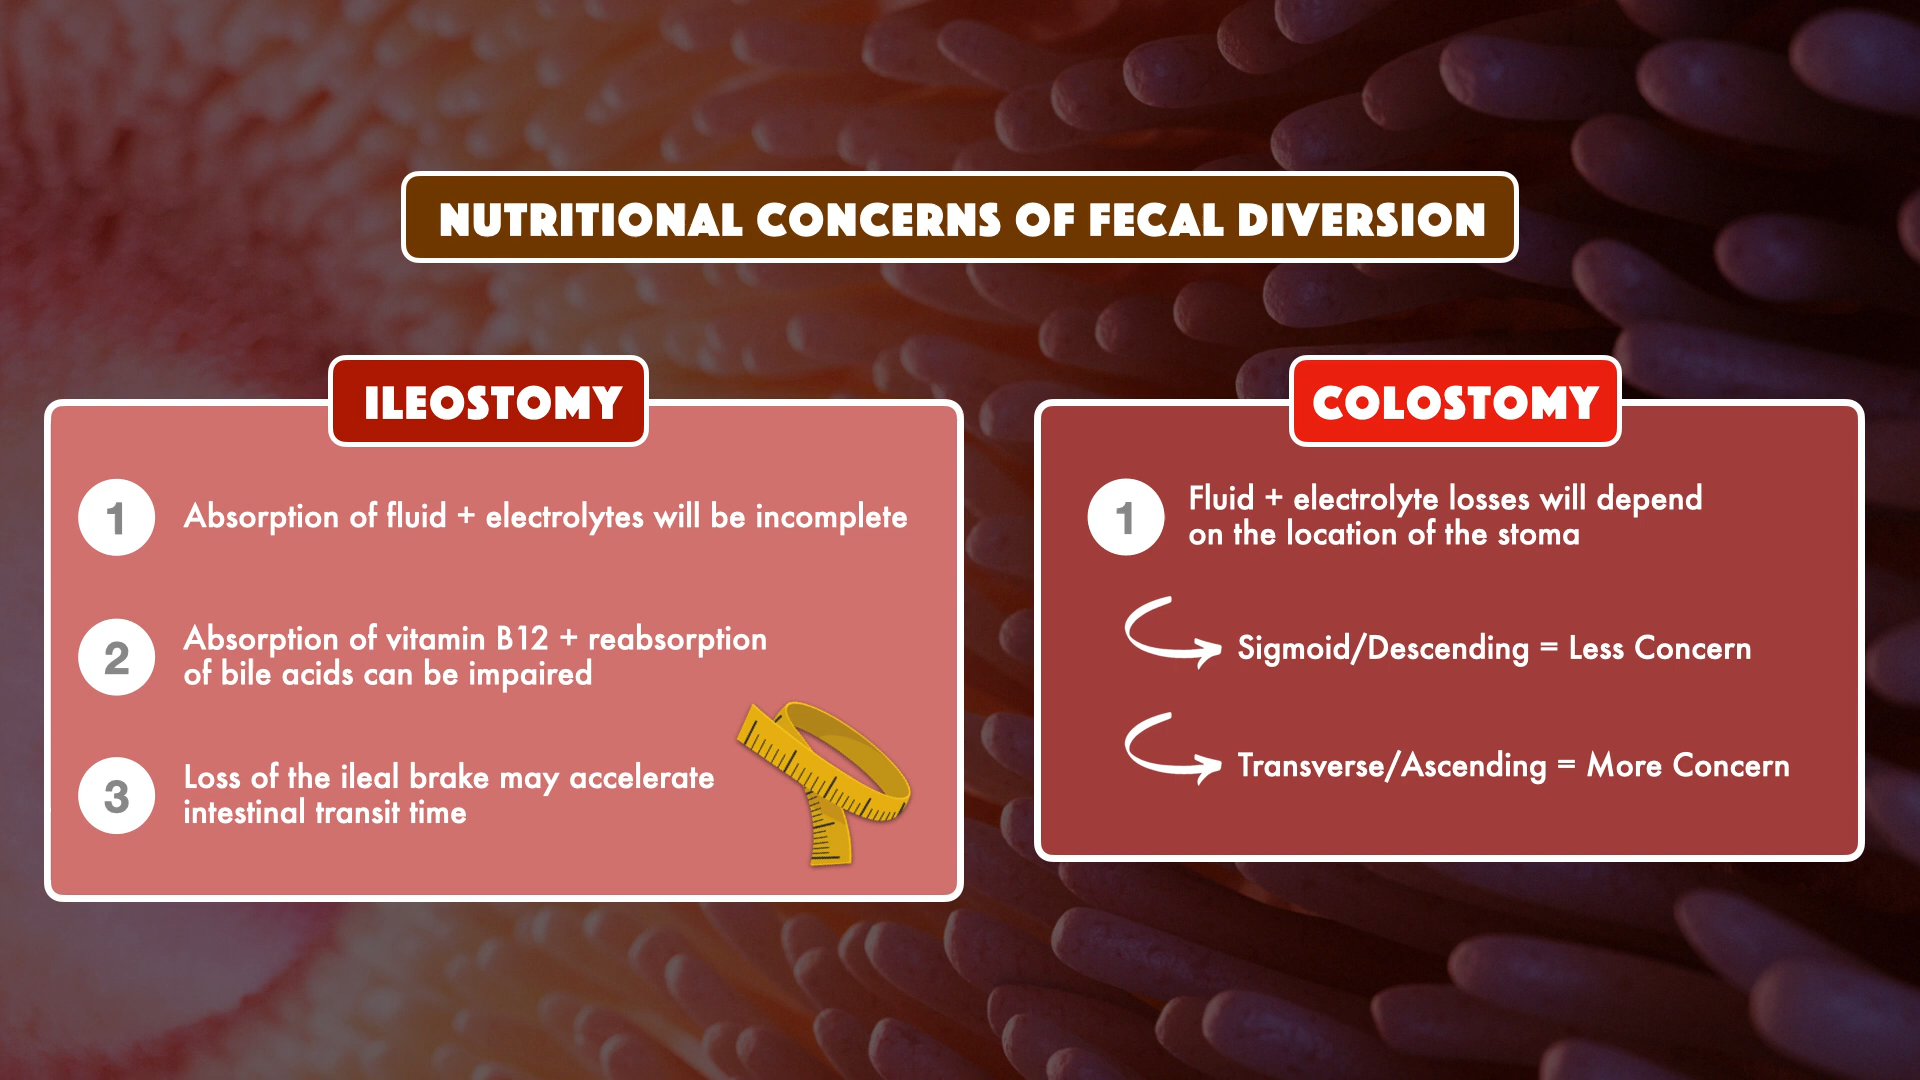 NUTRITIONAL CONCERNS OF FECAL DIVERSION
ILEOSTOMY
1
Absorption of fluid + electrolytes will be incomplete
2
Absorption of vitamin B12 + reabsorption
of bile acids can be impaired
3
Loss of the ileal brake may accelerate
intestinal transit time
COLOSTOMY
1
Fluid + electrolyte losses will depend
on the location of the stoma
Sigmoid/Descending = Less Concern
Transverse/Ascending = More Concern